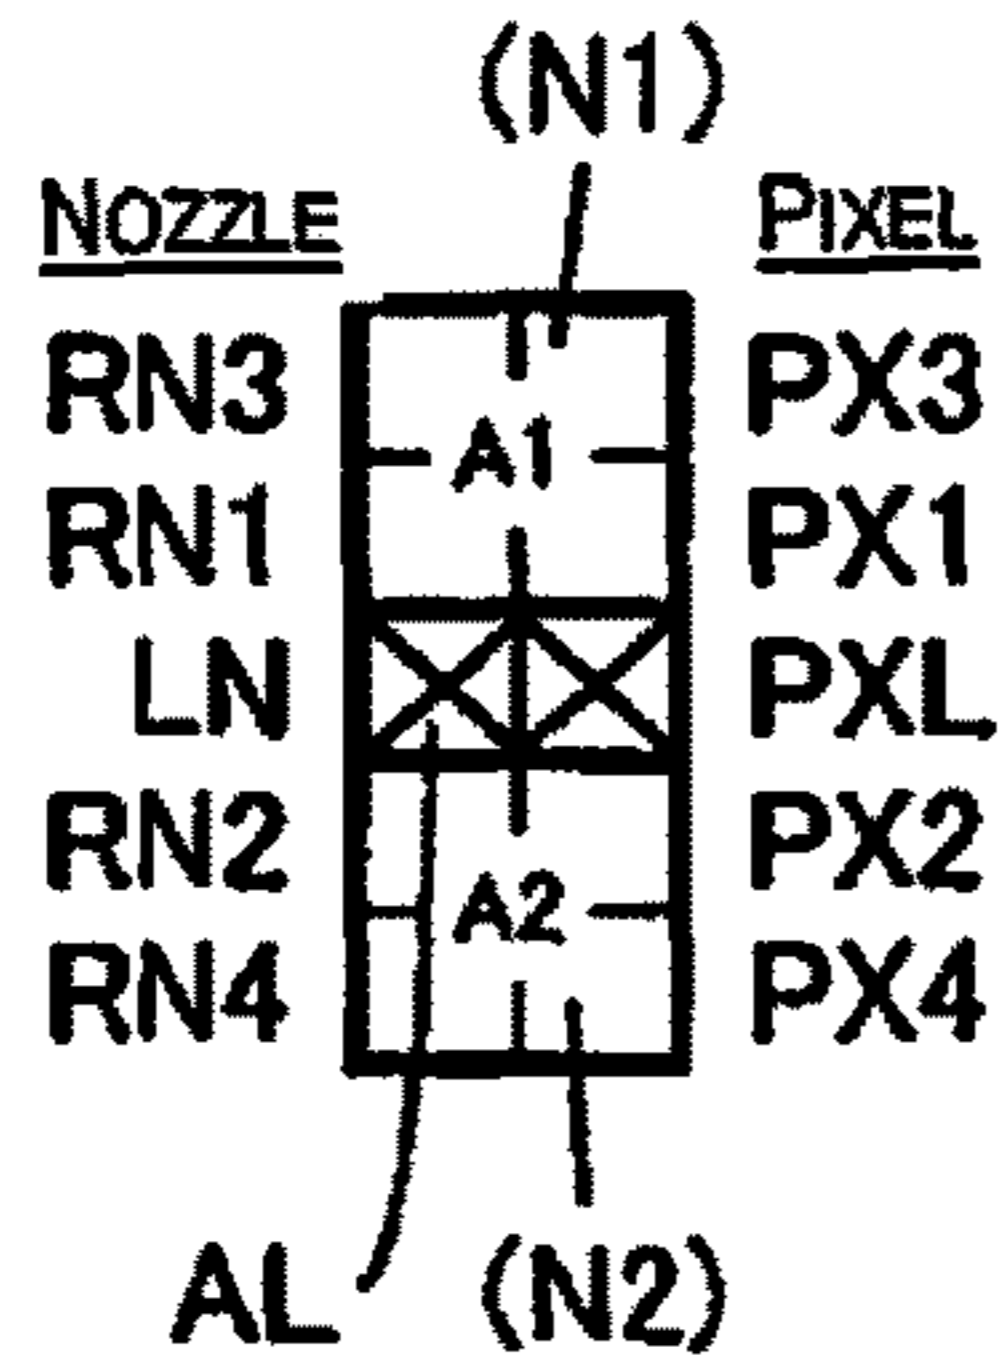 (N1)
NOZZLE PIXEL
RN3 PX3
A1
RN1 PX1
LN PXL
RN2 PX2
A2
RN4 PX4
AL (N2)